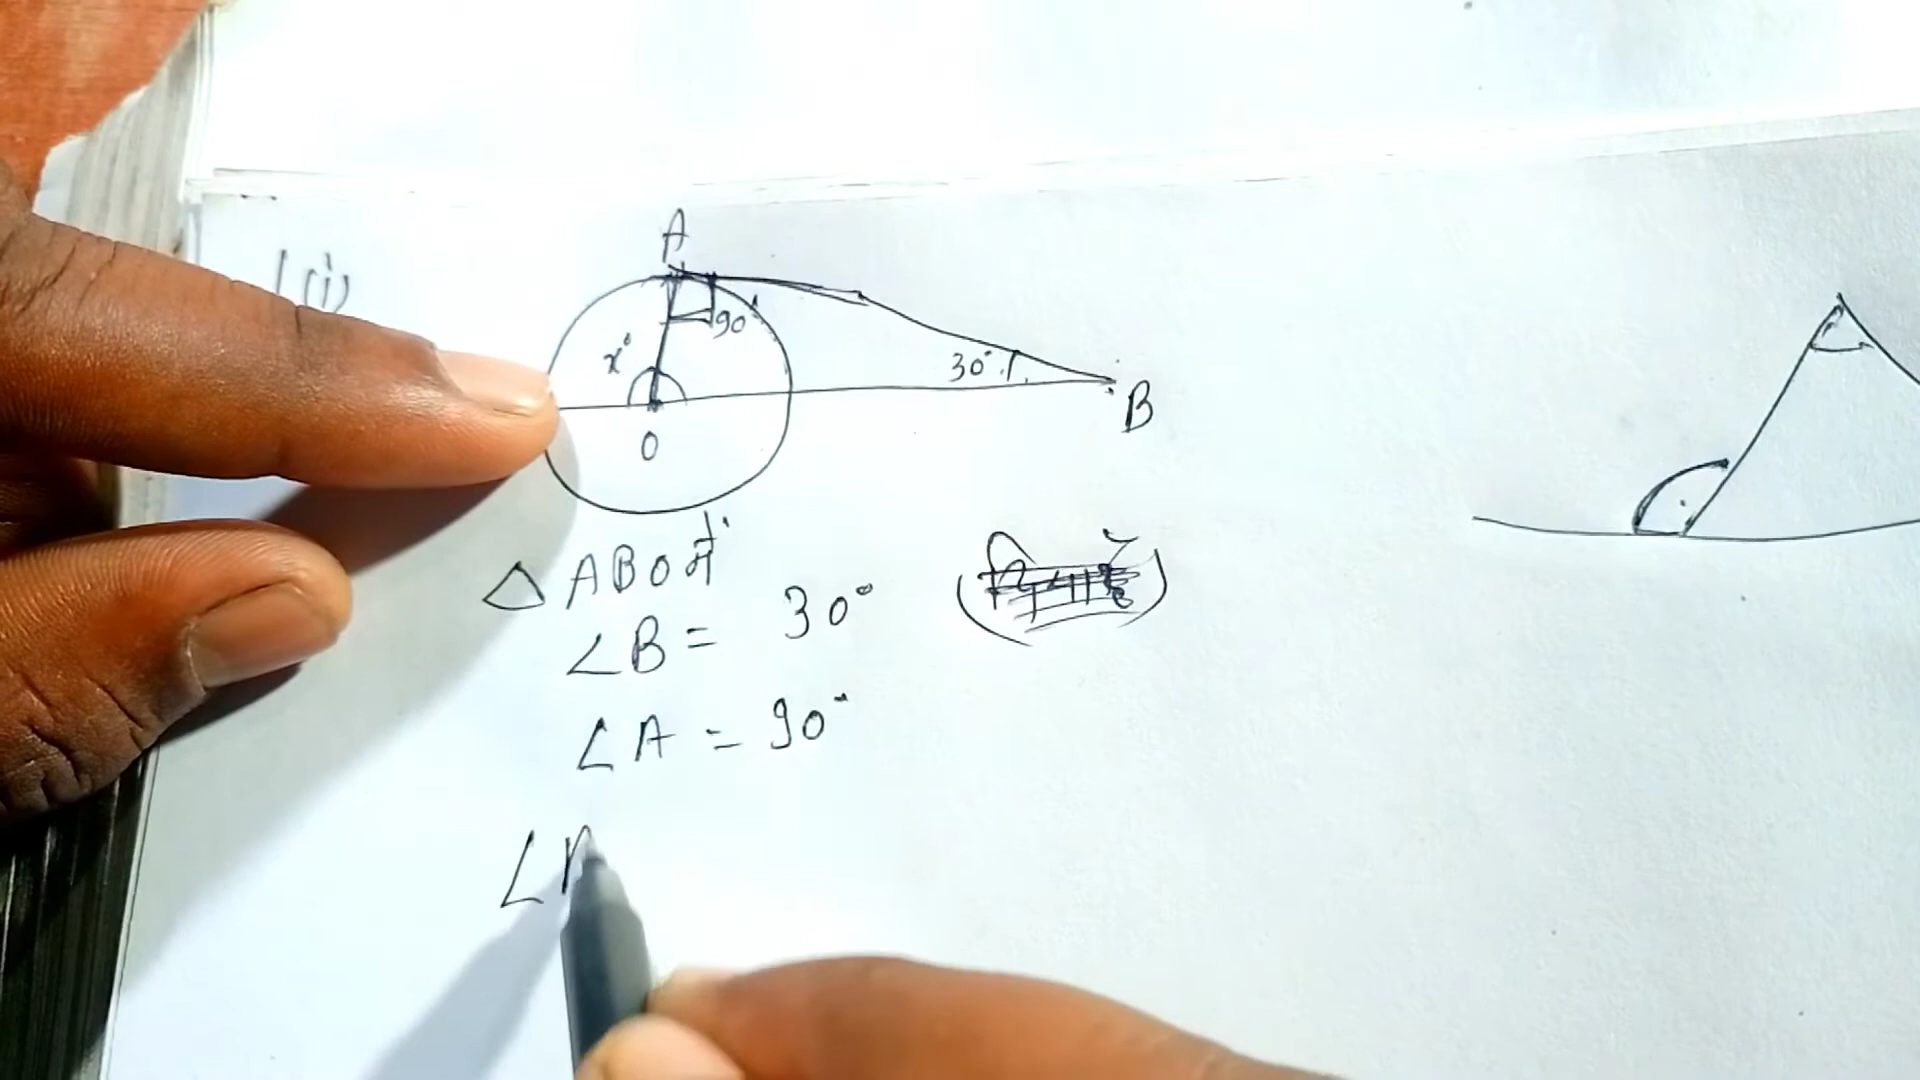 1 (i)
A
90°
x°
30°
B
O
△ ABO में
∠B = 30°
∠A = 90°
∠